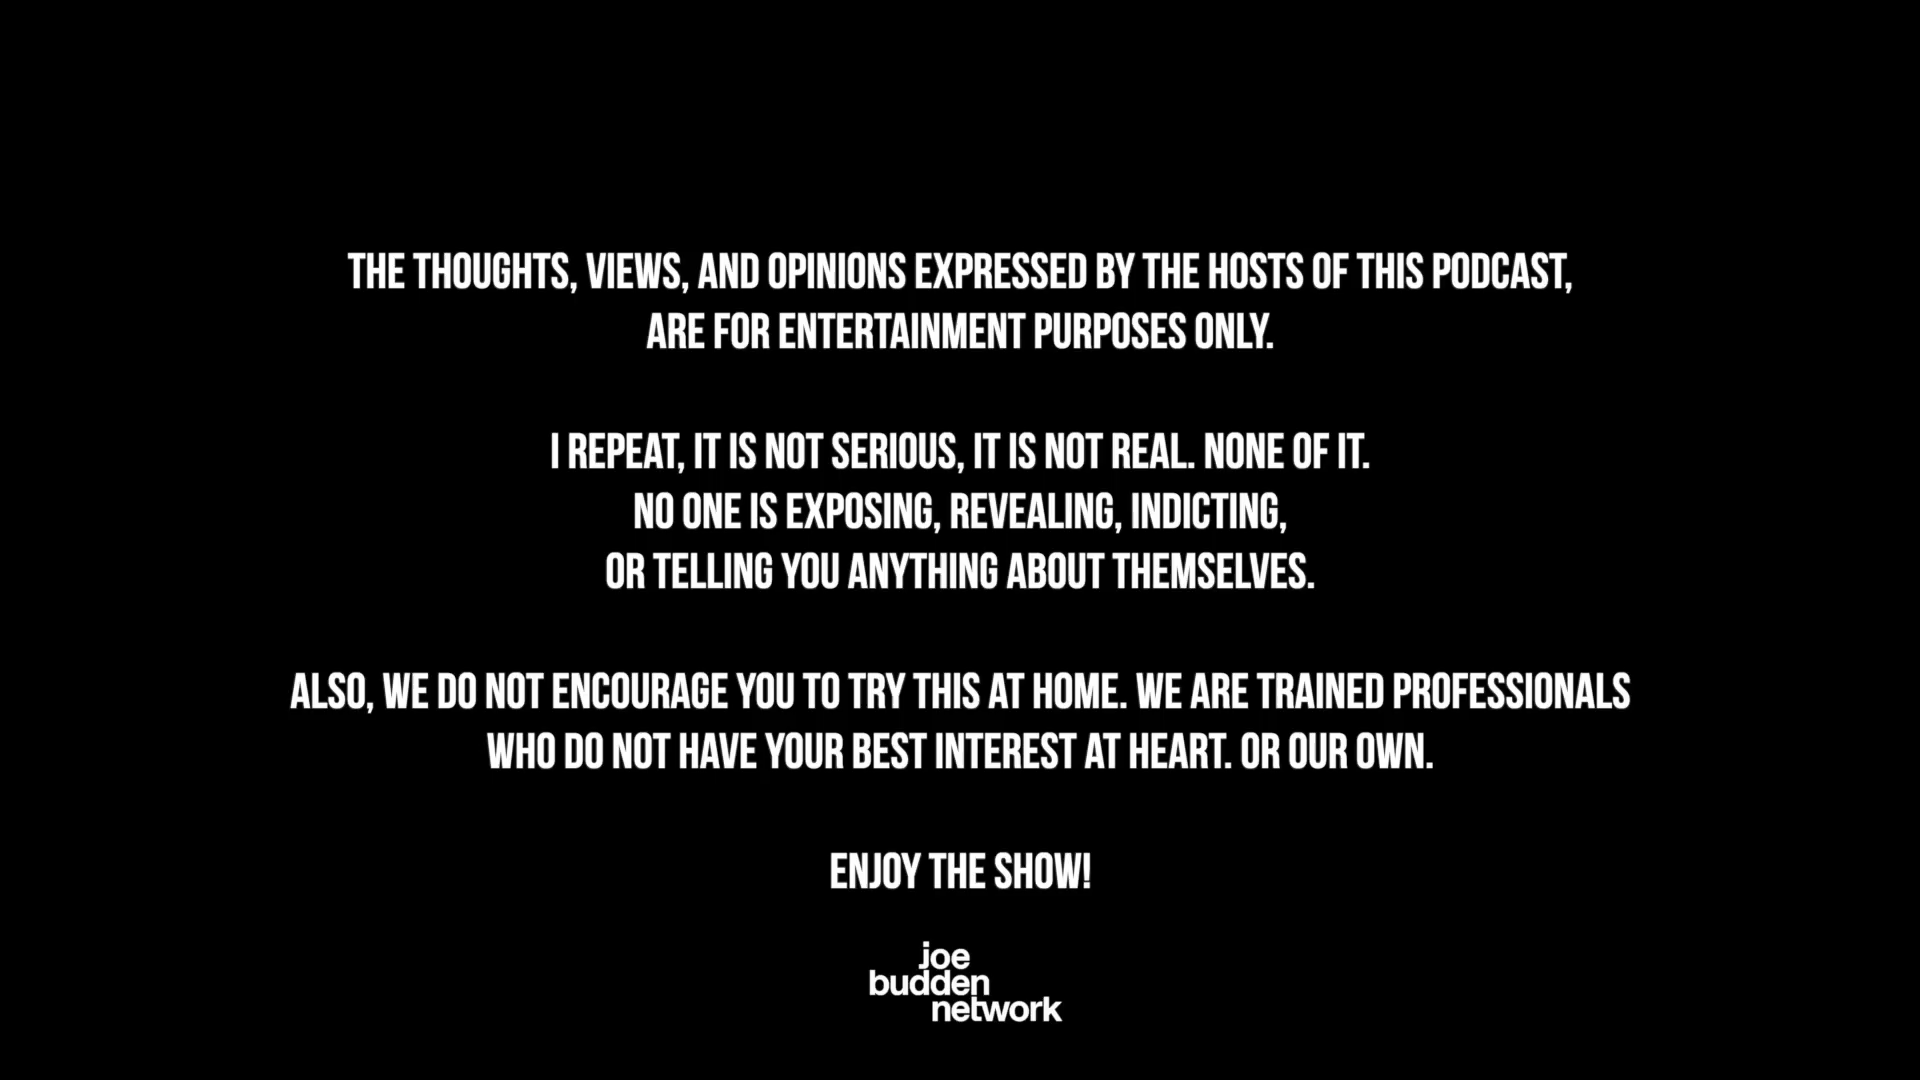 THE THOUGHTS, VIEWS, AND OPINIONS EXPRESSED BY THE HOSTS OF THIS PODCAST,
ARE FOR ENTERTAINMENT PURPOSES ONLY.
I REPEAT, IT IS NOT SERIOUS, IT IS NOT REAL. NONE OF IT.
NO ONE IS EXPOSING, REVEALING, INDICTING,
OR TELLING YOU ANYTHING ABOUT THEMSELVES.
ALSO, WE DO NOT ENCOURAGE YOU TO TRY THIS AT HOME. WE ARE TRAINED PROFESSIONALS
WHO DO NOT HAVE YOUR BEST INTEREST AT HEART. OR OUR OWN.
ENJOY THE SHOW!
joe
budden
network